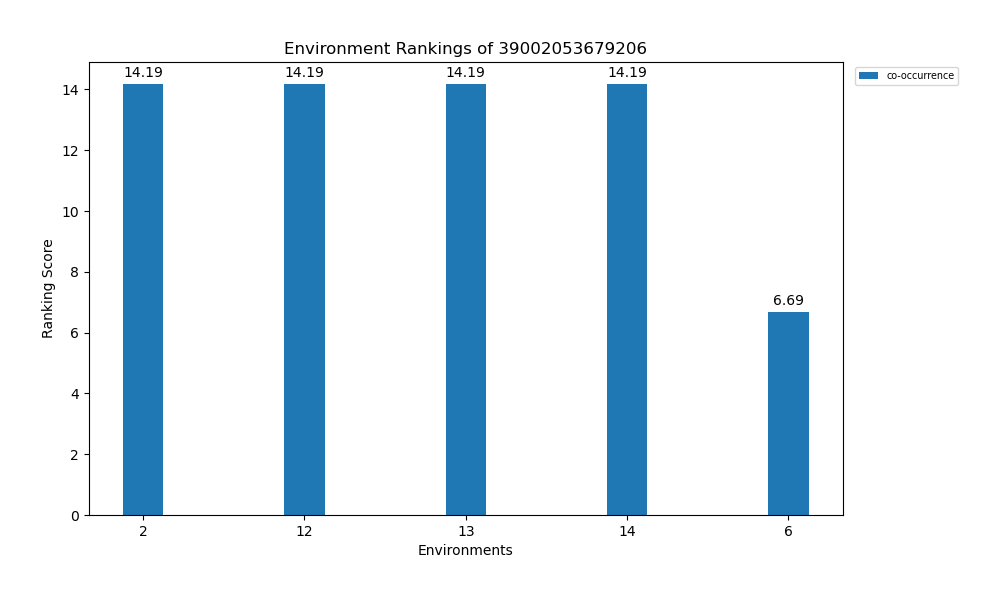 Environment Rankings of 39002053679206
14.19 14.19 14.19 14.19 6.69
co-occurrence
Ranking Score
14
12
10
8
6
4
2
0
2 12 13 14 6
Environments